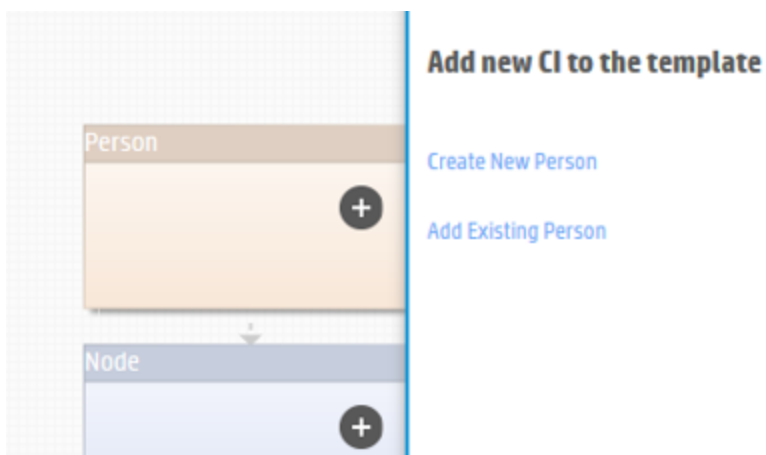 Add new CI to the template
Person
Create New Person
Add Existing Person
Node